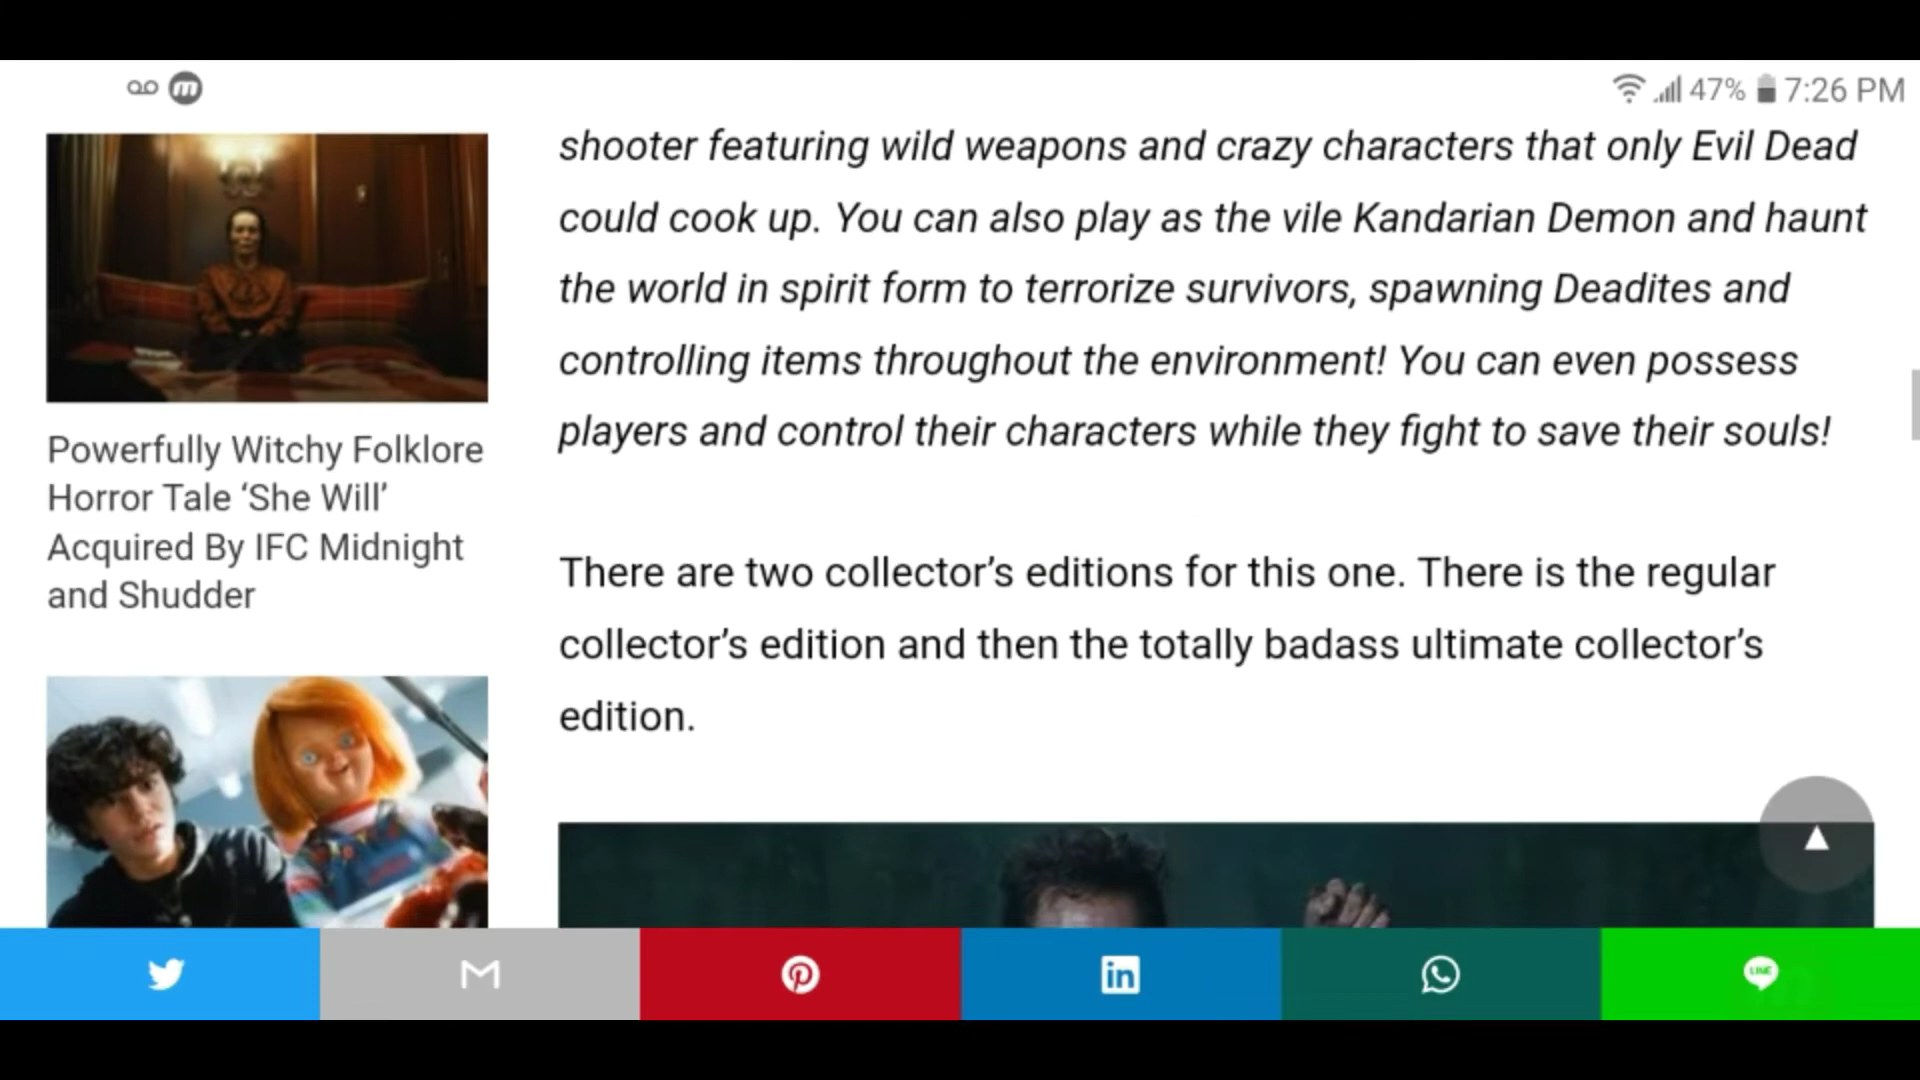 47% 7:26 PM
shooter featuring wild weapons and crazy characters that only Evil Dead
could cook up. You can also play as the vile Kandarian Demon and haunt
the world in spirit form to terrorize survivors, spawning Deadites and
controlling items throughout the environment! You can even possess
players and control their characters while they fight to save their souls!
There are two collector’s editions for this one. There is the regular
collector’s edition and then the totally badass ultimate collector’s
edition.
Powerfully Witchy Folklore
Horror Tale ‘She Will’
Acquired By IFC Midnight
and Shudder
in
LINE